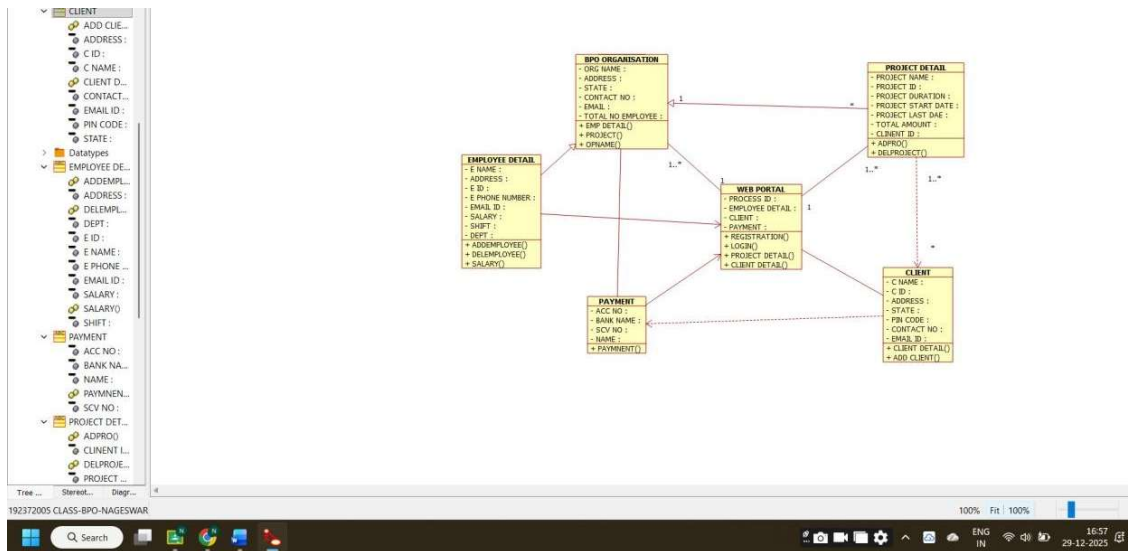 CLIENT
ADD CLIE...
ADDRESS :
C ID :
C NAME :
CLIENT D...
CONTACT...
EMAIL ID :
PIN CODE :
STATE :
Datatypes
EMPLOYEE DE...
ADDEMPL...
ADDRESS :
DELEMPL...
DEPT :
E ID :
E NAME :
E PHONE ...
EMAIL ID :
SALARY :
SALARY()
SHIFT :
PAYMENT
ACC NO :
BANK NA...
NAME :
PAYMNEN...
SCV NO :
PROJECT DET...
ADPRO()
CLINENT I...
DELPROJE...
PROJECT ...
Tree ... Stereot... Diagr...
BPO ORGANISATION
- ORG NAME :
- ADDRESS :
- STATE :
- CONTACT NO :
- EMAIL :
- TOTAL NO EMPLOYEE :
+ EMP DETAIL()
+ PROJECT()
+ OPNAME()
1
*
PROJECT DETAIL
- PROJECT NAME :
- PROJECT ID :
- PROJECT DURATION :
- PROJECT START DATE :
- PROJECT LAST DAE :
- TOTAL AMOUNT :
- CLINENT ID :
+ ADPRO()
+ DELPROJECT()
EMPLOYEE DETAIL
- E NAME :
- ADDRESS :
- E ID :
- E PHONE NUMBER :
- EMAIL ID :
- SALARY :
- SHIFT :
- DEPT :
+ ADDEMPLOYEE()
+ DELEMPLOYEE()
+ SALARY()
1..*
1
1..*
1
1..*
*
WEB PORTAL
- PROCESS ID :
- EMPLOYEE DETAIL :
- CLIENT :
- PAYMENT :
+ REGISTRATION()
+ LOGIN()
+ PROJECT DETAIL()
+ CLIENT DETAIL()
PAYMENT
- ACC NO :
- BANK NAME :
- SCV NO :
- NAME :
+ PAYMNENT()
CLIENT
- C NAME :
- C ID :
- ADDRESS :
- STATE :
- PIN CODE :
- CONTACT NO :
- EMAIL ID :
+ CLIENT DETAIL()
+ ADD CLIENT()
192372005 CLASS-BPO-NAGESWAR
100% Fit 100%
Search
ENG
IN
16:57
29-12-2025